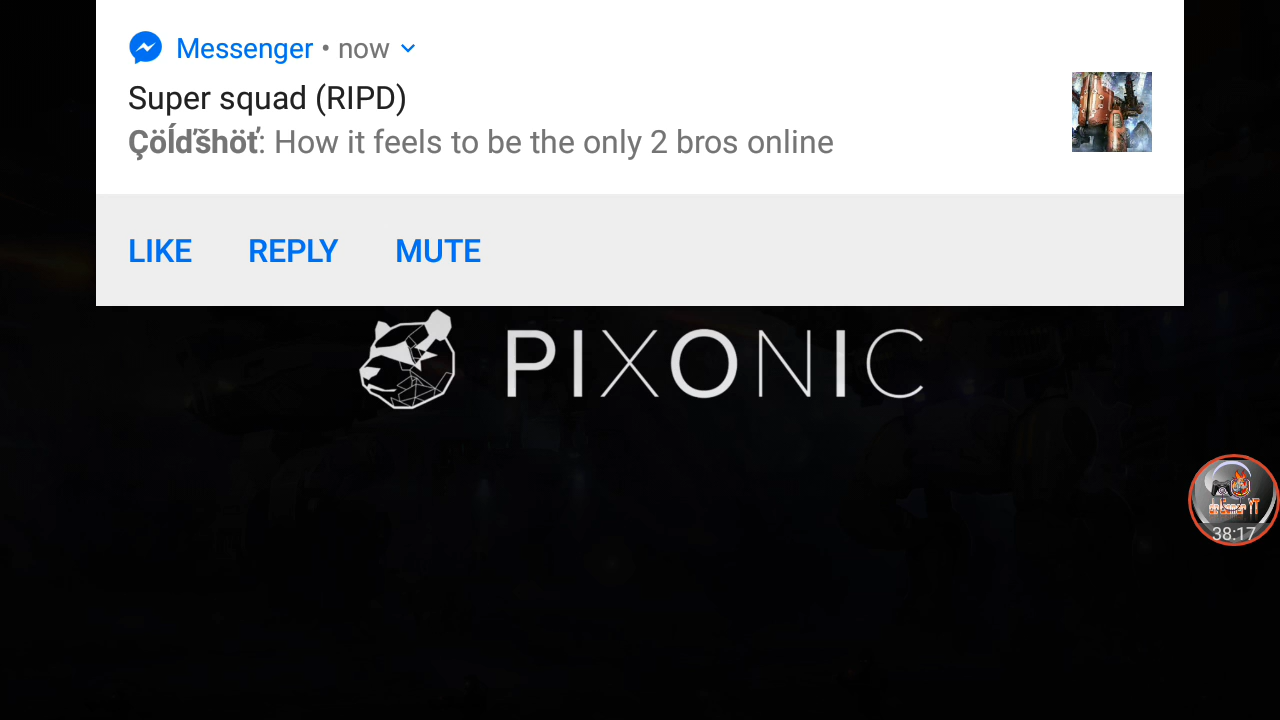 Messenger • now
Super squad (RIPD)
Çöĺďšhöť: How it feels to be the only 2 bros online
LIKE REPLY MUTE
PIXONIC
YT
38:17